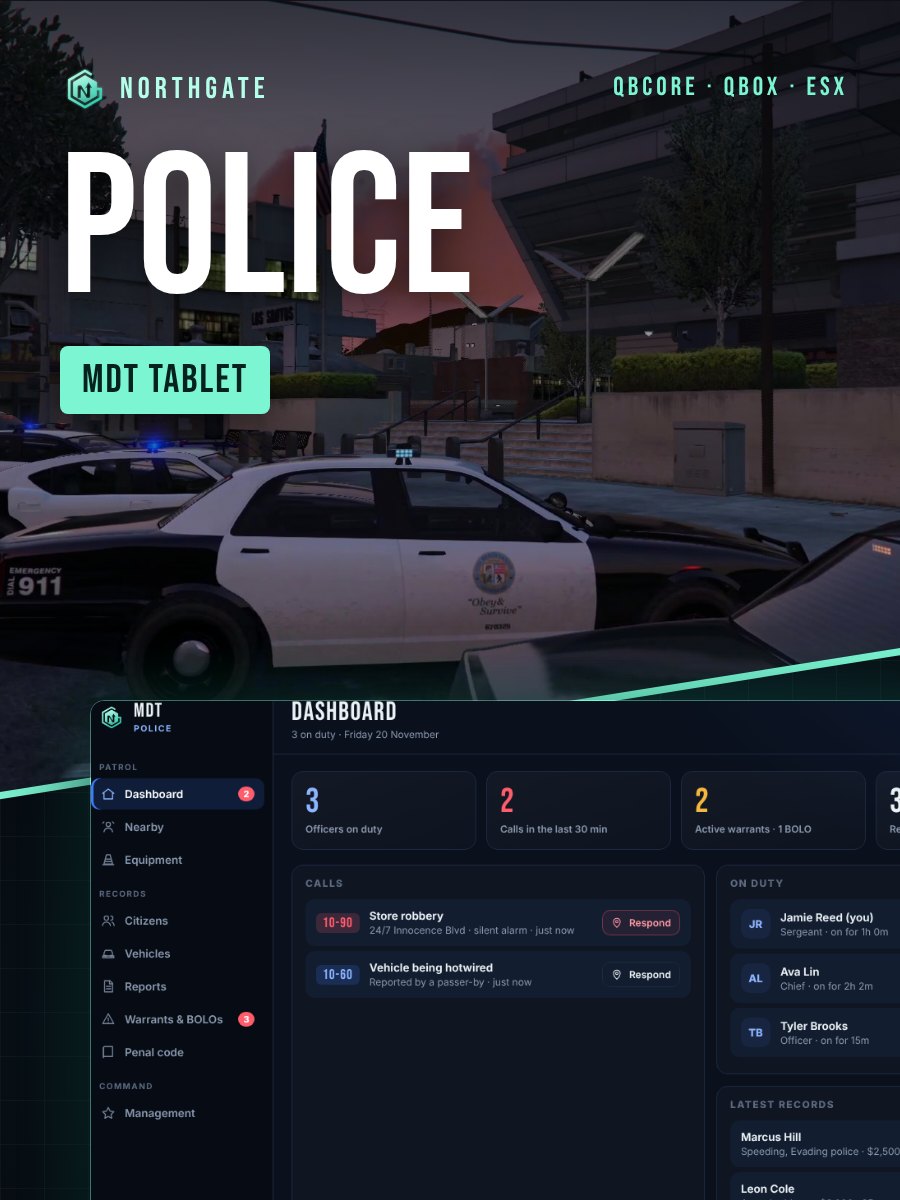 NORTHGATE
QBCORE · QBOX · ESX
POLICE
LOS SANTOS
MDT TABLET
EMERGENCY
DIAL 911
"Obey &
Survive"
MDT
POLICE
DASHBOARD
3 on duty · Friday 20 November
PATROL
Dashboard 2
Nearby
Equipment
RECORDS
Citizens
Vehicles
Reports
Warrants & BOLOs 3
Penal code
COMMAND
Management
3
Officers on duty
2
Calls in the last 30 min
2
Active warrants · 1 BOLO
3
Re
CALLS
10-90
Store robbery
24/7 Innocence Blvd · silent alarm · just now
Respond
10-60
Vehicle being hotwired
Reported by a passer-by · just now
Respond
ON DUTY
JR
Jamie Reed (you)
Sergeant · on for 1h 0m
AL
Ava Lin
Chief · on for 2h 2m
TB
Tyler Brooks
Officer · on for 15m
LATEST RECORDS
Marcus Hill
Speeding, Evading police · $2,500
Leon Cole